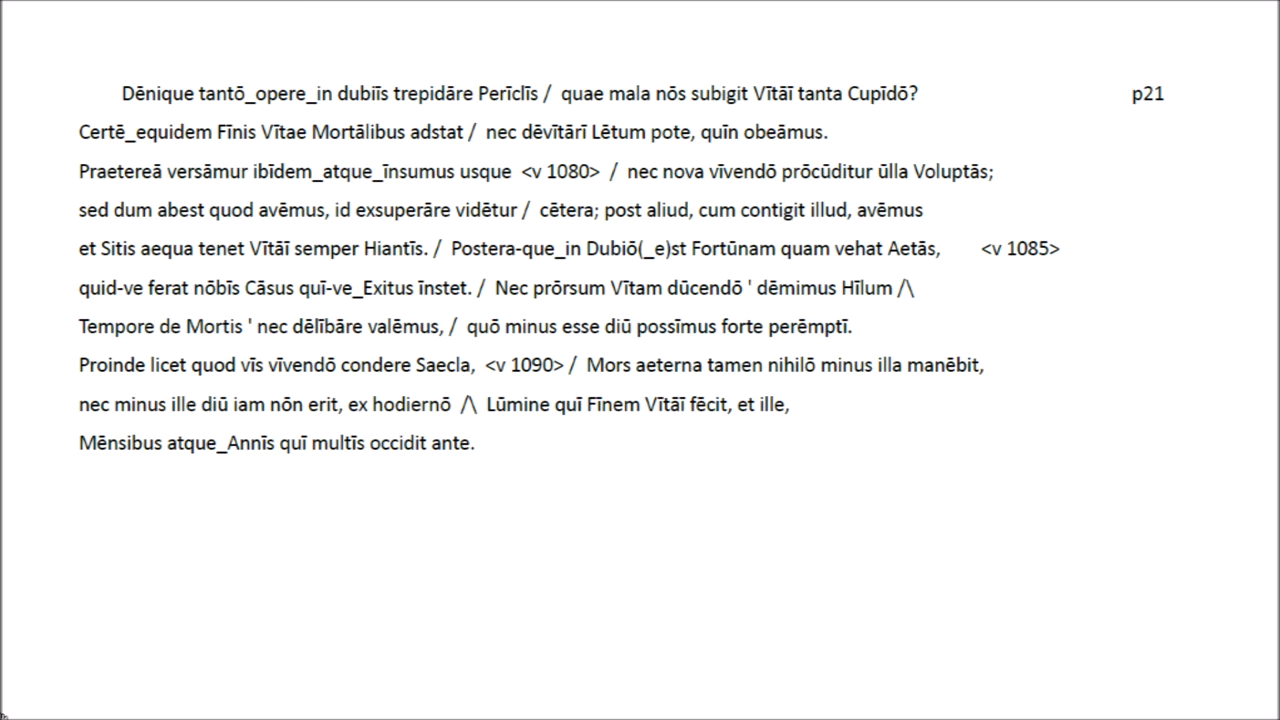 Dēnique tantō_opere_in dubiīs trepidāre Perīclīs / quae mala nōs subigit Vītāī tanta Cupīdō? p21
Certē_equidem Fīnis Vītae Mortālibus adstat / nec dēvītārī Lētum pote, quīn obeāmus.
Praetereā versāmur ibīdem_atque_īnsumus usque <v 1080> / nec nova vīvendō prōcūditur ūlla Voluptās;
sed dum abest quod avēmus, id exsuperāre vidētur / cētera; post aliud, cum contigit illud, avēmus
et Sitis aequa tenet Vītāī semper Hiantīs. / Postera-que_in Dubiō(_e)st Fortūnam quam vehat Aetās, <v 1085>
quid-ve ferat nōbīs Cāsus quī-ve_Exitus īnstet. / Nec prōrsum Vītam dūcendō ' dēmimus Hīlum /\
Tempore de Mortis ' nec dēlībāre valēmus, / quō minus esse diū possīmus forte perēmptī.
Proinde licet quod vīs vīvendō condere Saecla, <v 1090> / Mors aeterna tamen nihilō minus illa manēbit,
nec minus ille diū iam nōn erit, ex hodiernō /\ Lūmine quī Fīnem Vītāī fēcit, et ille,
Mēnsibus atque_Annīs quī multīs occidit ante.